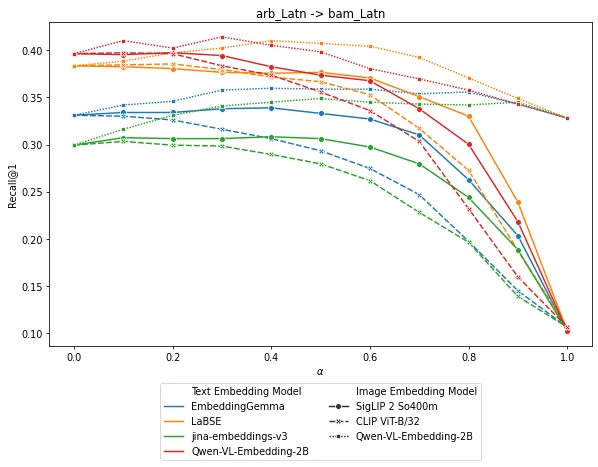 arb_Latn -> bam_Latn
Recall@1
0.40
0.35
0.30
0.25
0.20
0.15
0.10
0.0 0.2 0.4 0.6 0.8 1.0
α
Text Embedding Model
EmbeddingGemma
LaBSE
jina-embeddings-v3
Qwen-VL-Embedding-2B
Image Embedding Model
SigLIP 2 So400m
CLIP ViT-B/32
Qwen-VL-Embedding-2B